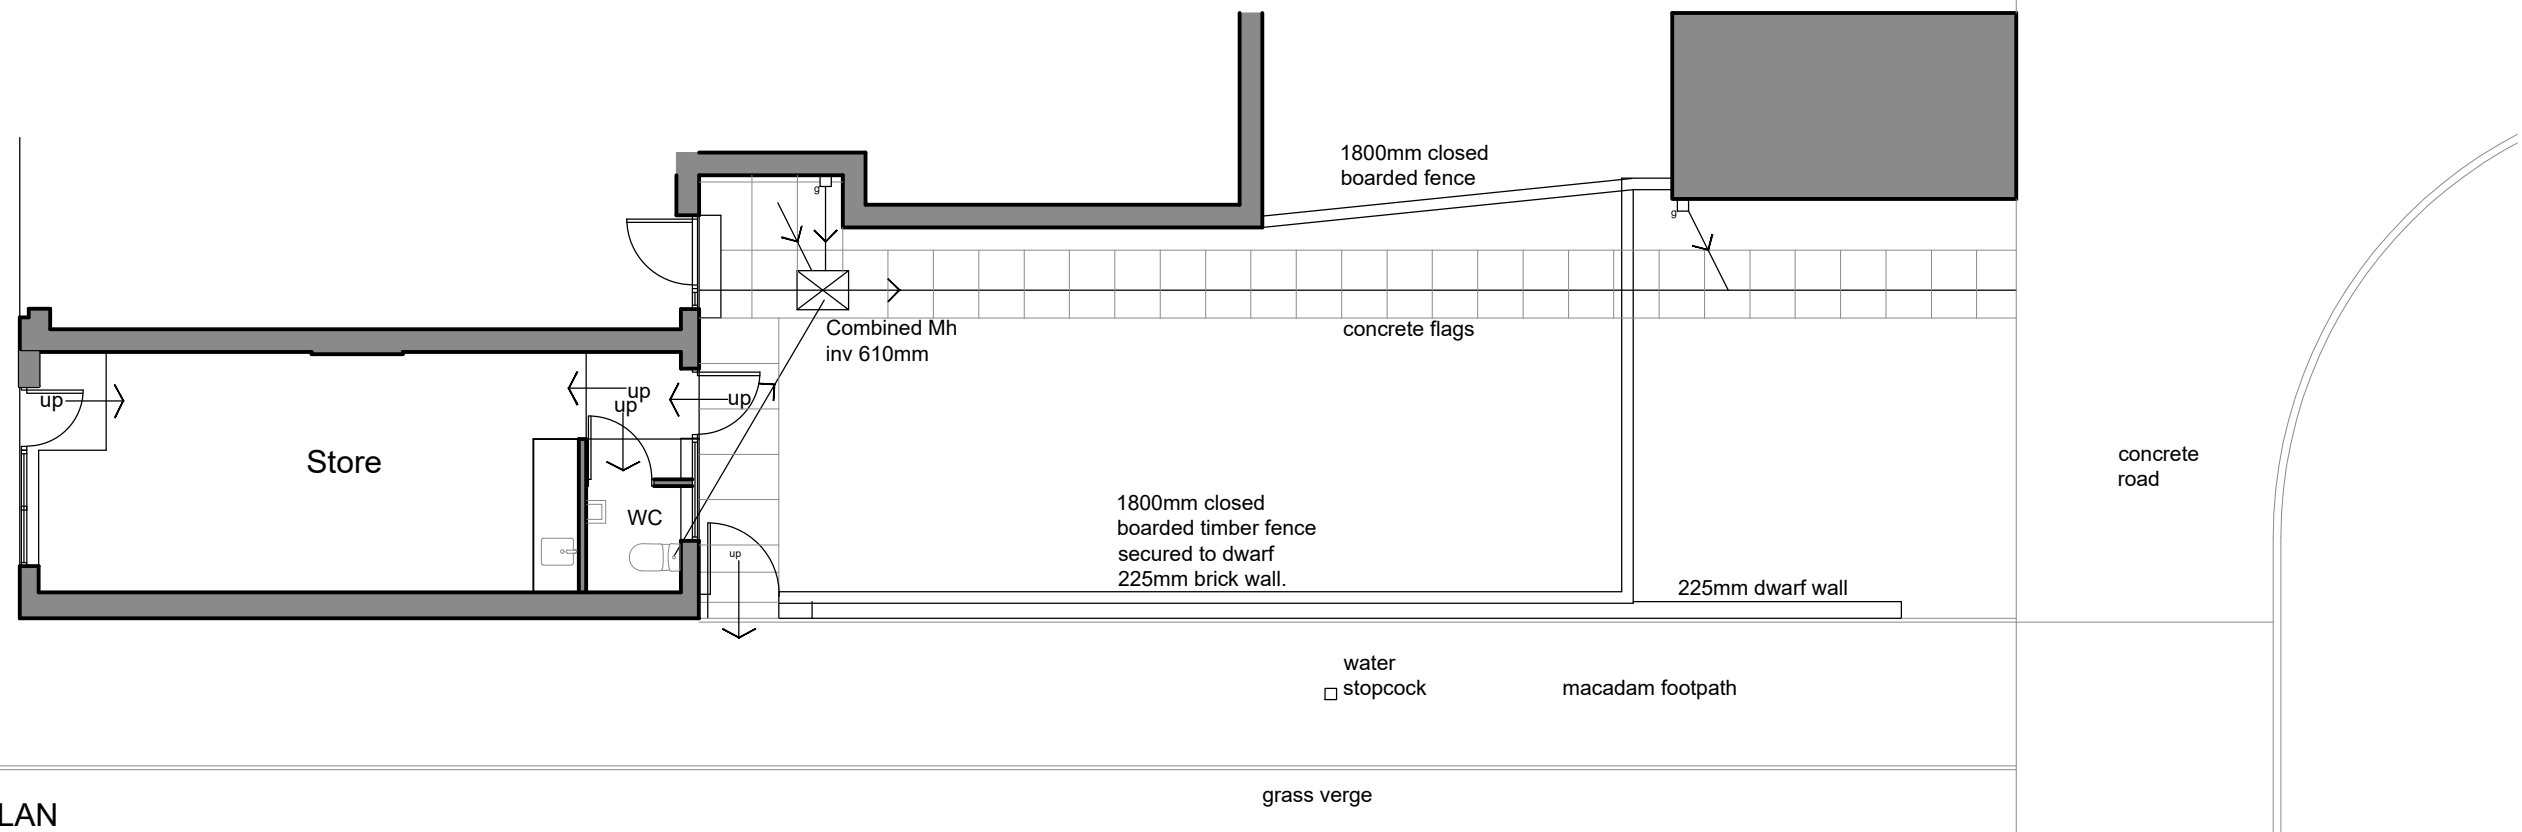 1800mm closed
boarded fence
g
g
Combined Mh
inv 610mm
concrete flags
up
up
up
up
Store
concrete
road
WC
1800mm closed
boarded timber fence
secured to dwarf
225mm brick wall.
up
225mm dwarf wall
water
stopcock
macadam footpath
grass verge
LAN